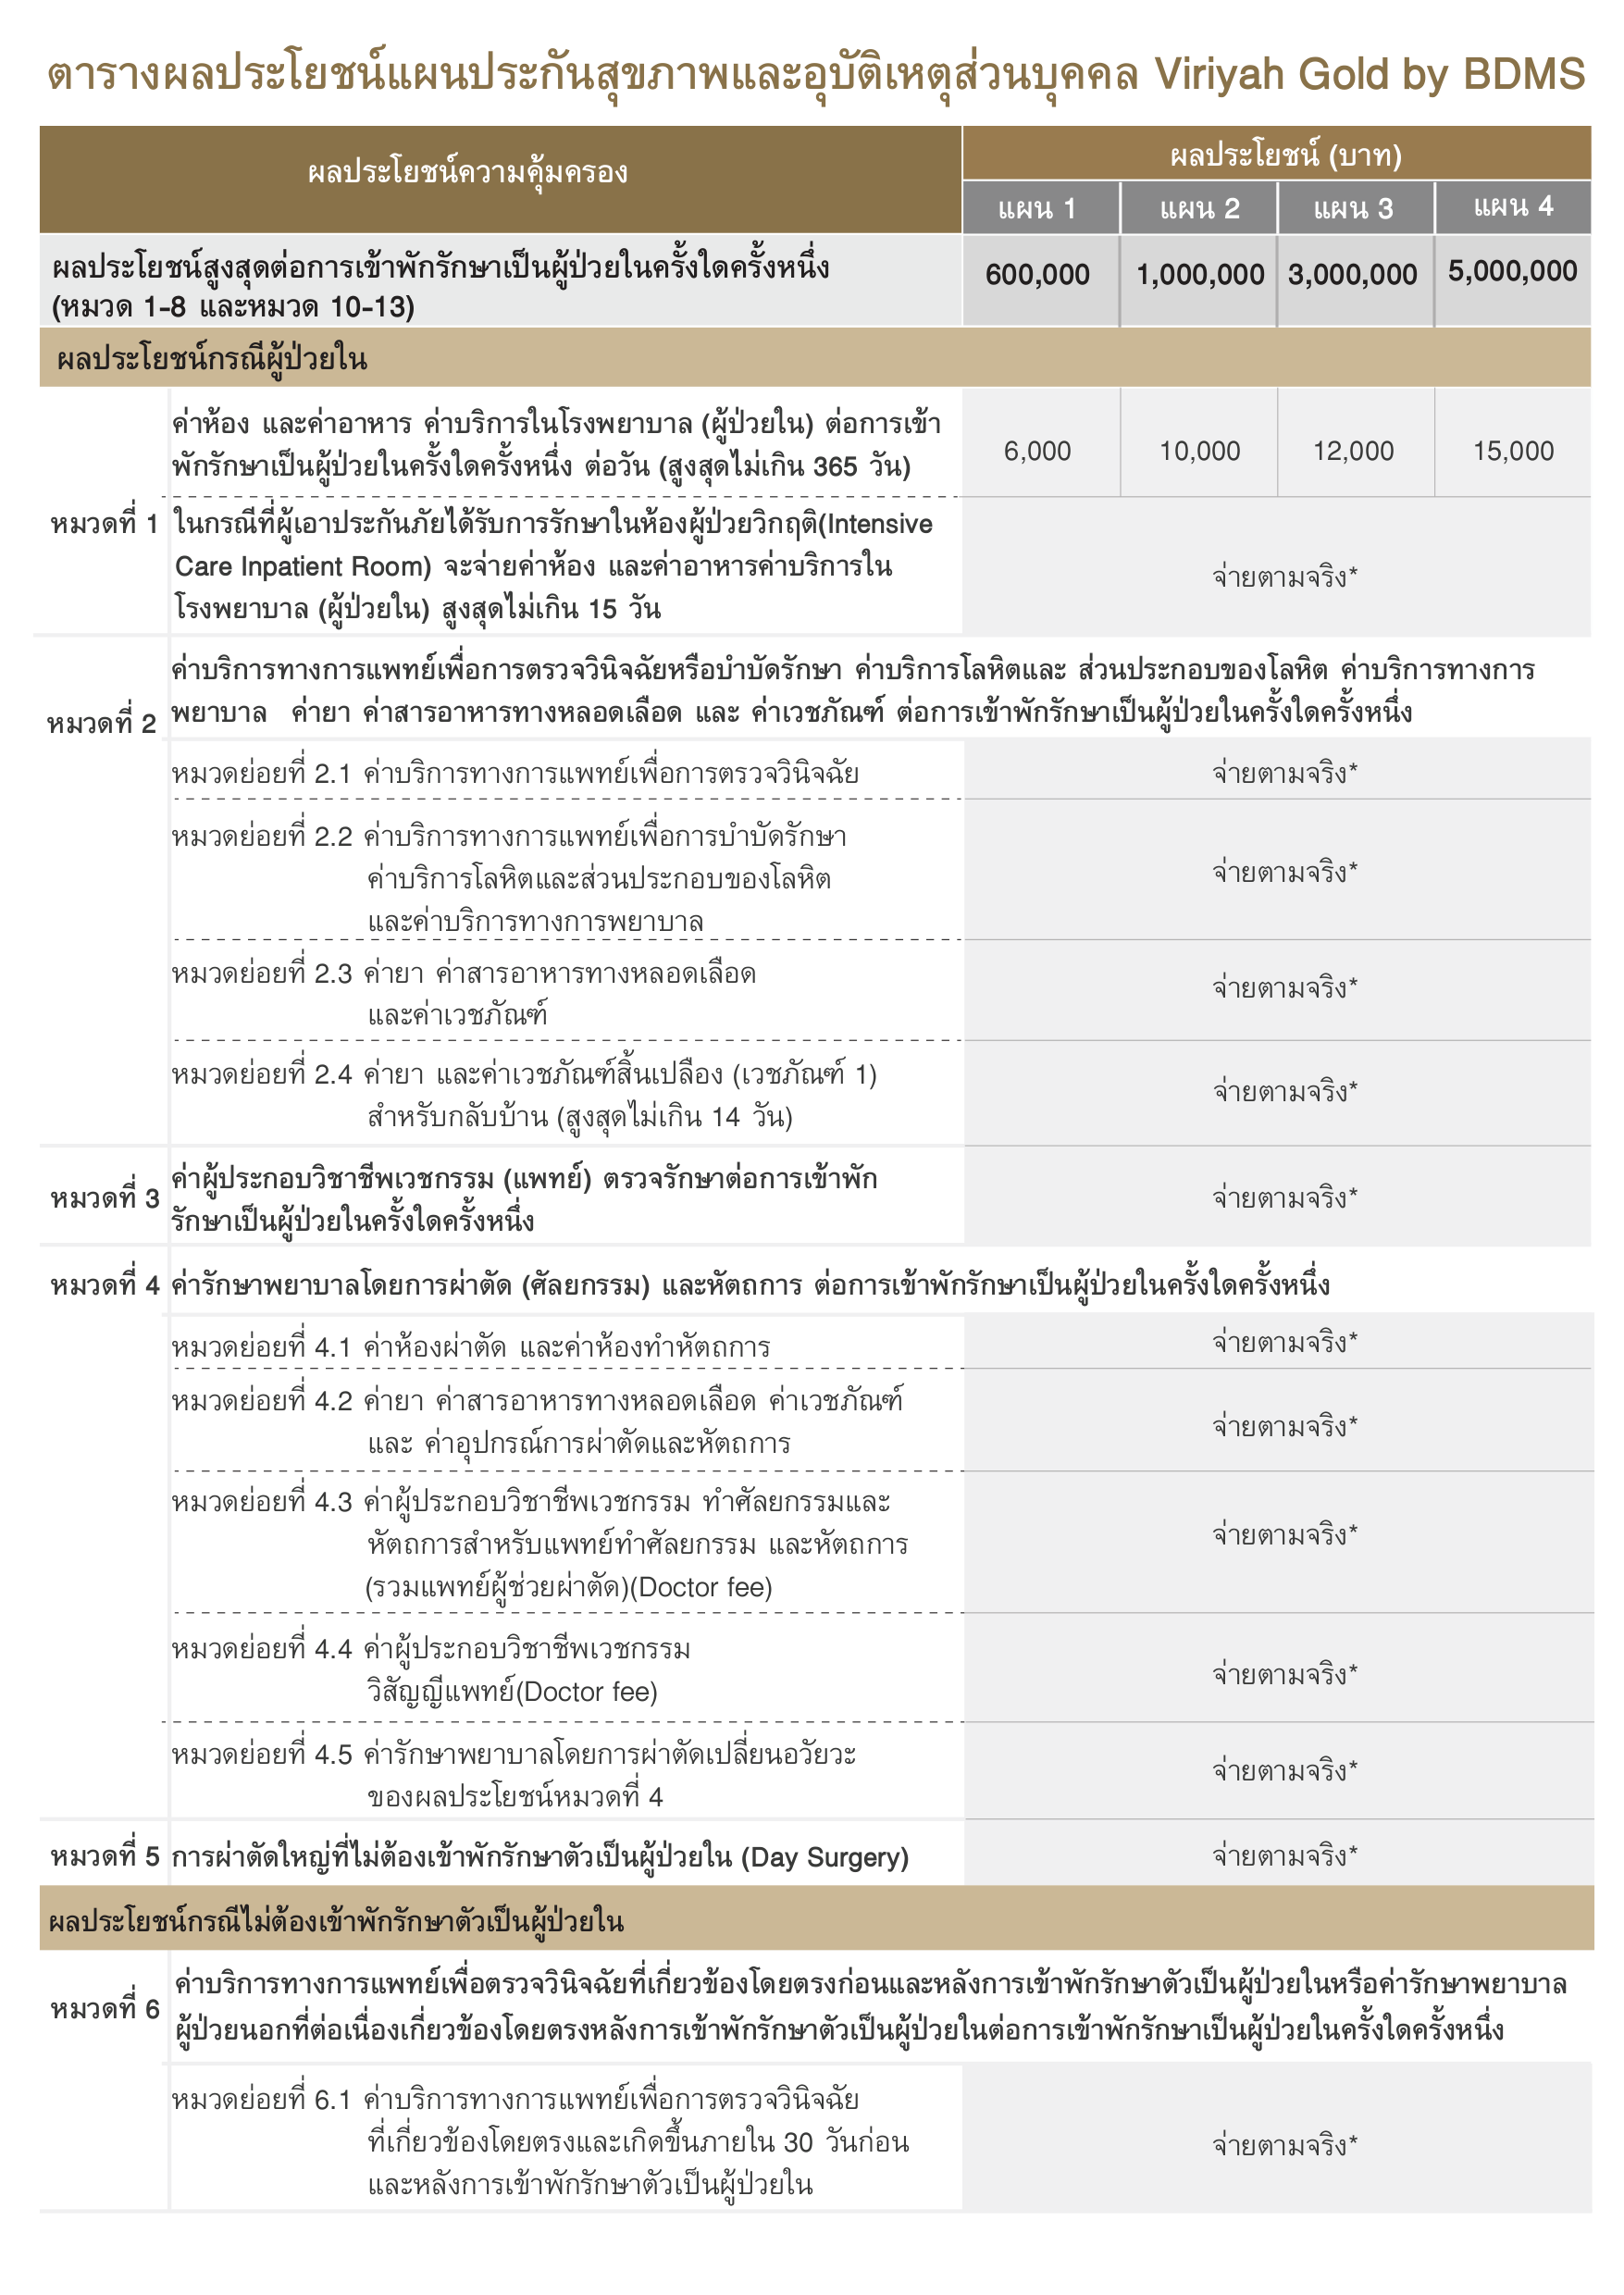 ตารางผลประโยชน์แผนประกันสุขภาพและอุบัติเหตุส่วนบุคคล Viriyah Gold by BDMS
ผลประโยชน์ความคุ้มครอง
ผลประโยชน์ (บาท)
แผน 1 แผน 2 แผน 3 แผน 4
ผลประโยชน์สูงสุดต่อการเข้าพักรักษาเป็นผู้ป่วยในครั้งใดครั้งหนึ่ง
(หมวด 1-8 และหมวด 10-13)
600,000 1,000,000 3,000,000 5,000,000
ผลประโยชน์กรณีผู้ป่วยใน
หมวดที่ 1
ค่าห้อง และค่าอาหาร ค่าบริการในโรงพยาบาล (ผู้ป่วยใน) ต่อการเข้า
พักรักษาเป็นผู้ป่วยในครั้งใดครั้งหนึ่ง ต่อวัน (สูงสุดไม่เกิน 365 วัน)
6,000 10,000 12,000 15,000
ในกรณีที่ผู้เอาประกันภัยได้รับการรักษาในห้องผู้ป่วยวิกฤติ(Intensive
Care Inpatient Room) จะจ่ายค่าห้อง และค่าอาหารค่าบริการใน
โรงพยาบาล (ผู้ป่วยใน) สูงสุดไม่เกิน 15 วัน
จ่ายตามจริง*
หมวดที่ 2
ค่าบริการทางการแพทย์เพื่อการตรวจวินิจฉัยหรือบำบัดรักษา ค่าบริการโลหิตและ ส่วนประกอบของโลหิต ค่าบริการทางการ
พยาบาล ค่ายา ค่าสารอาหารทางหลอดเลือด และ ค่าเวชภัณฑ์ ต่อการเข้าพักรักษาเป็นผู้ป่วยในครั้งใดครั้งหนึ่ง
หมวดย่อยที่ 2.1 ค่าบริการทางการแพทย์เพื่อการตรวจวินิจฉัย
จ่ายตามจริง*
หมวดย่อยที่ 2.2 ค่าบริการทางการแพทย์เพื่อการบำบัดรักษา
ค่าบริการโลหิตและส่วนประกอบของโลหิต
และค่าบริการทางการพยาบาล
จ่ายตามจริง*
หมวดย่อยที่ 2.3 ค่ายา ค่าสารอาหารทางหลอดเลือด
และค่าเวชภัณฑ์
จ่ายตามจริง*
หมวดย่อยที่ 2.4 ค่ายา และค่าเวชภัณฑ์สิ้นเปลือง (เวชภัณฑ์ 1)
สำหรับกลับบ้าน (สูงสุดไม่เกิน 14 วัน)
จ่ายตามจริง*
หมวดที่ 3
ค่าผู้ประกอบวิชาชีพเวชกรรม (แพทย์) ตรวจรักษาต่อการเข้าพัก
รักษาเป็นผู้ป่วยในครั้งใดครั้งหนึ่ง
จ่ายตามจริง*
หมวดที่ 4 ค่ารักษาพยาบาลโดยการผ่าตัด (ศัลยกรรม) และหัตถการ ต่อการเข้าพักรักษาเป็นผู้ป่วยในครั้งใดครั้งหนึ่ง
หมวดย่อยที่ 4.1 ค่าห้องผ่าตัด และค่าห้องทำหัตถการ
จ่ายตามจริง*
หมวดย่อยที่ 4.2 ค่ายา ค่าสารอาหารทางหลอดเลือด ค่าเวชภัณฑ์
และ ค่าอุปกรณ์การผ่าตัดและหัตถการ
จ่ายตามจริง*
หมวดย่อยที่ 4.3 ค่าผู้ประกอบวิชาชีพเวชกรรม ทำศัลยกรรมและ
หัตถการสำหรับแพทย์ทำศัลยกรรม และหัตถการ
(รวมแพทย์ผู้ช่วยผ่าตัด)(Doctor fee)
จ่ายตามจริง*
หมวดย่อยที่ 4.4 ค่าผู้ประกอบวิชาชีพเวชกรรม
วิสัญญีแพทย์(Doctor fee)
จ่ายตามจริง*
หมวดย่อยที่ 4.5 ค่ารักษาพยาบาลโดยการผ่าตัดเปลี่ยนอวัยวะ
ของผลประโยชน์หมวดที่ 4
จ่ายตามจริง*
หมวดที่ 5 การผ่าตัดใหญ่ที่ไม่ต้องเข้าพักรักษาตัวเป็นผู้ป่วยใน (Day Surgery)
จ่ายตามจริง*
ผลประโยชน์กรณีไม่ต้องเข้าพักรักษาตัวเป็นผู้ป่วยใน
หมวดที่ 6
ค่าบริการทางการแพทย์เพื่อตรวจวินิจฉัยที่เกี่ยวข้องโดยตรงก่อนและหลังการเข้าพักรักษาตัวเป็นผู้ป่วยในหรือค่ารักษาพยาบาล
ผู้ป่วยนอกที่ต่อเนื่องเกี่ยวข้องโดยตรงหลังการเข้าพักรักษาตัวเป็นผู้ป่วยในต่อการเข้าพักรักษาเป็นผู้ป่วยในครั้งใดครั้งหนึ่ง
หมวดย่อยที่ 6.1 ค่าบริการทางการแพทย์เพื่อการตรวจวินิจฉัย
ที่เกี่ยวข้องโดยตรงและเกิดขึ้นภายใน 30 วันก่อน
และหลังการเข้าพักรักษาตัวเป็นผู้ป่วยใน
จ่ายตามจริง*